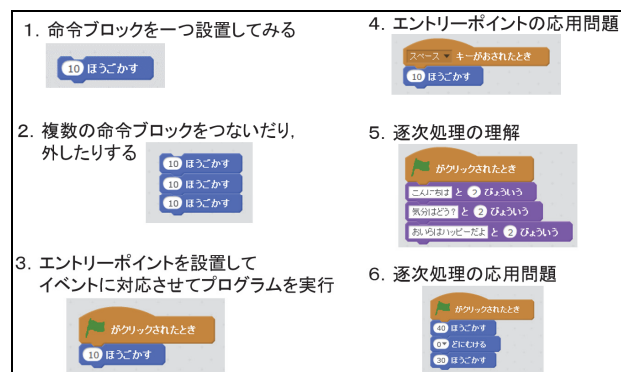 1．命令ブロックを一つ設置してみる
10 ほうごかす
2．複数の命令ブロックをつないだり，
外したりする
10 ほうごかす
10 ほうごかす
10 ほうごかす
3．エントリーポイントを設置して
イベントに対応させてプログラムを実行
がクリックされたとき
10 ほうごかす
4．エントリーポイントの応用問題
スペース キーがおされたとき
10 ほうごかす
5．逐次処理の理解
がクリックされたとき
こんにちは と 2 びょういう
気分はどう？ と 2 びょういう
おいらはハッピーだよ と 2 びょういう
6．逐次処理の応用問題
がクリックされたとき
40 ほうごかす
0 どにむける
30 ほうごかす